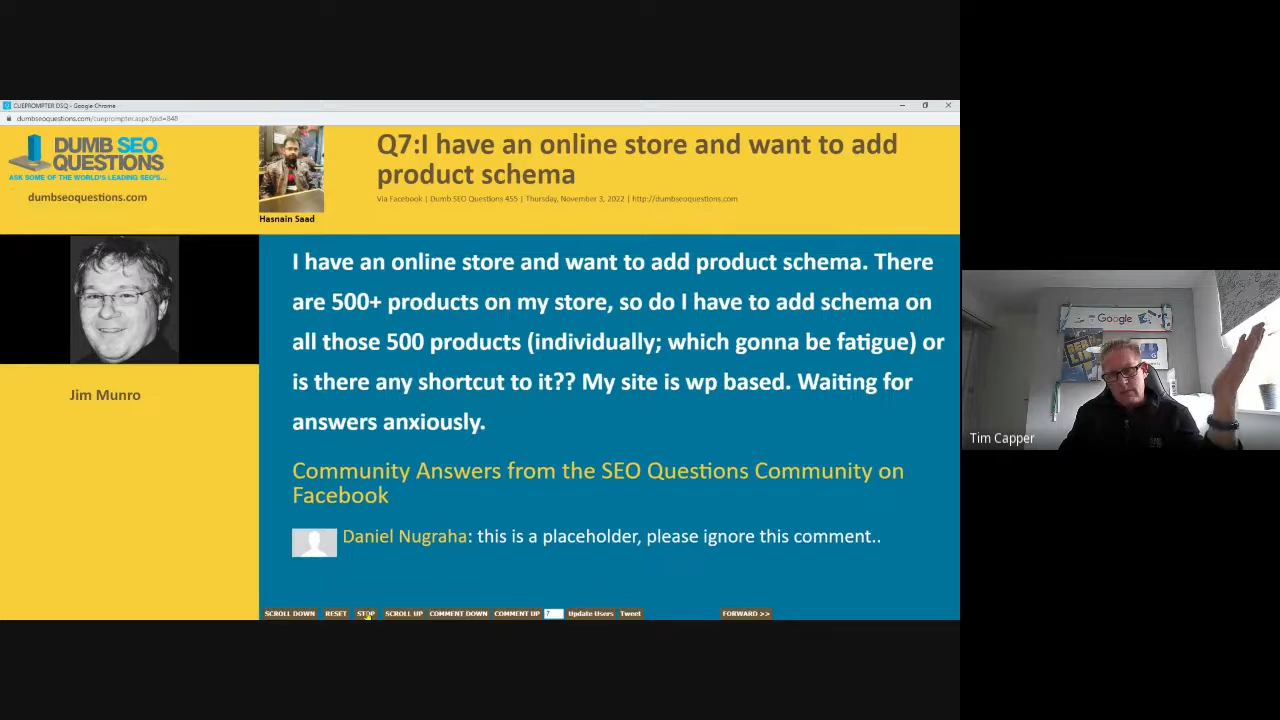 CUEPROMPTER DSQ - Google Chrome
dumbseoquestions.com/cueprompter.aspx?pid=848
DUMB SEO
QUESTIONS
ASK SOME OF THE WORLD'S LEADING SEO'S...
dumbseoquestions.com
Hasnain Saad
Q7:I have an online store and want to add
product schema
Via Facebook | Dumb SEO Questions 455 | Thursday, November 3, 2022 | http://dumbseoquestions.com
Jim Munro
I have an online store and want to add product schema. There
are 500+ products on my store, so do I have to add schema on
all those 500 products (individually; which gonna be fatigue) or
is there any shortcut to it?? My site is wp based. Waiting for
answers anxiously.
Community Answers from the SEO Questions Community on
Facebook
Daniel Nugraha: this is a placeholder, please ignore this comment..
SCROLL DOWN RESET STOP SCROLL UP COMMENT DOWN COMMENT UP 7 Update Users Tweet FORWARD >>
Google
Tim Capper